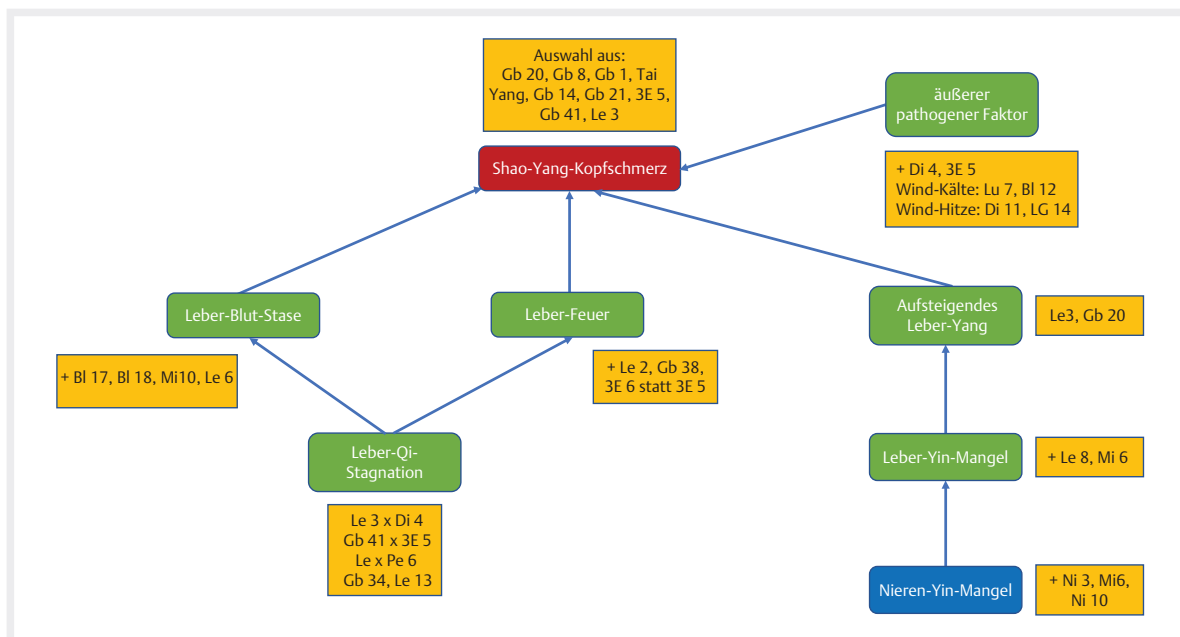 Auswahl aus:
Gb 20, Gb 8, Gb 1, Tai
Yang, Gb 14, Gb 21, 3E 5,
Gb 41, Le 3
äußerer
pathogener Faktor
Shao-Yang-Kopfschmerz
+ Di 4, 3E 5
Wind-Kälte: Lu 7, Bl 12
Wind-Hitze: Di 11, LG 14
Leber-Blut-Stase
Leber-Feuer
Aufsteigendes
Leber-Yang
Le3, Gb 20
+ Bl 17, Bl 18, Mi10, Le 6
+ Le 2, Gb 38,
3E 6 statt 3E 5
Leber-Qi-
Stagnation
Leber-Yin-Mangel
+ Le 8, Mi 6
Le 3 x Di 4
Gb 41 x 3E 5
Le x Pe 6
Gb 34, Le 13
Nieren-Yin-Mangel
+ Ni 3, Mi6,
Ni 10